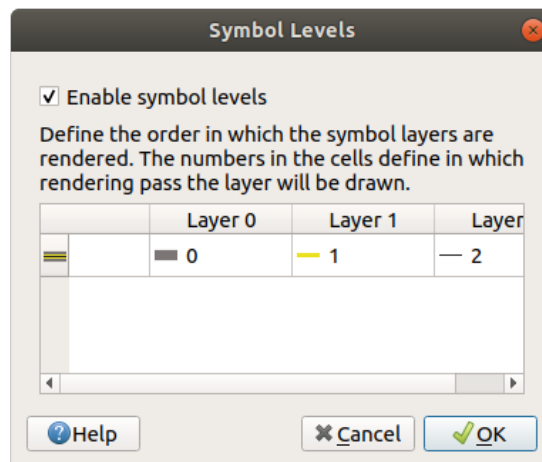 Symbol Levels
Enable symbol levels
Define the order in which the symbol layers are
rendered. The numbers in the cells define in which
rendering pass the layer will be drawn.
Layer 0 Layer 1 Layer
0 1 2
Help Cancel OK